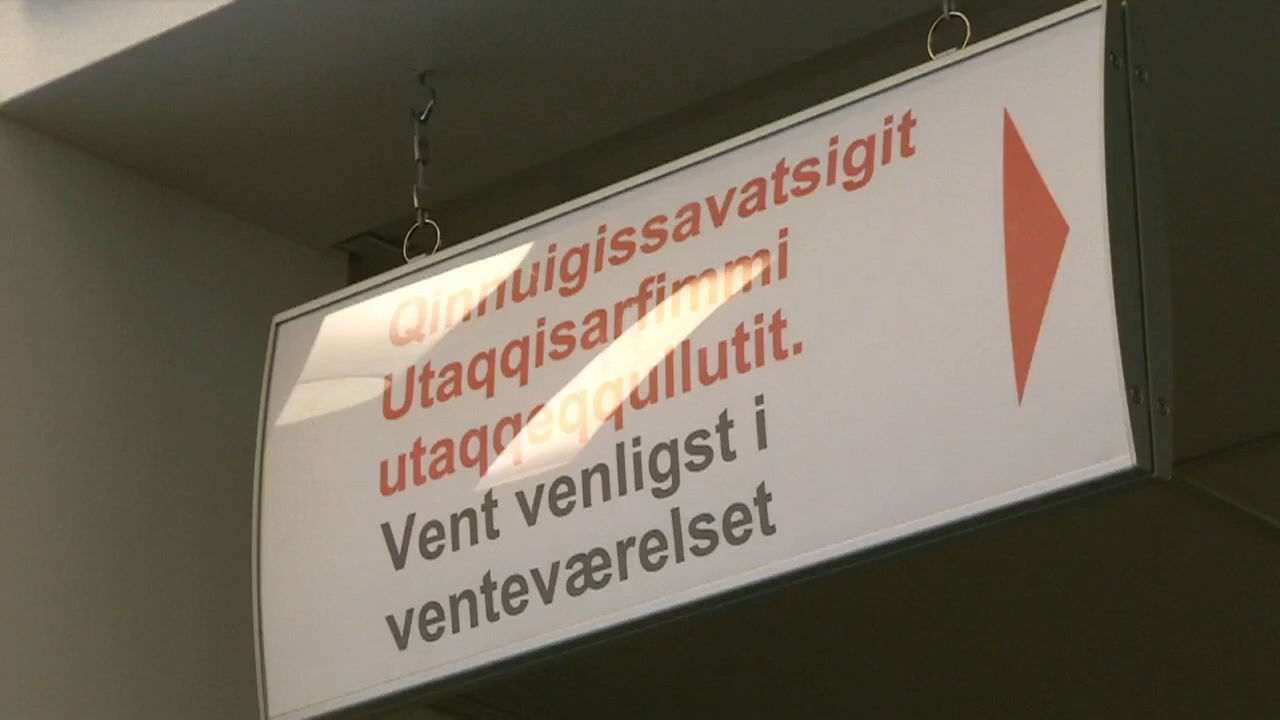 Qinnuigissavatsigit
Utaqqisarfimmi
utaqqeqqullutit.
Vent venligst i
venteværelset